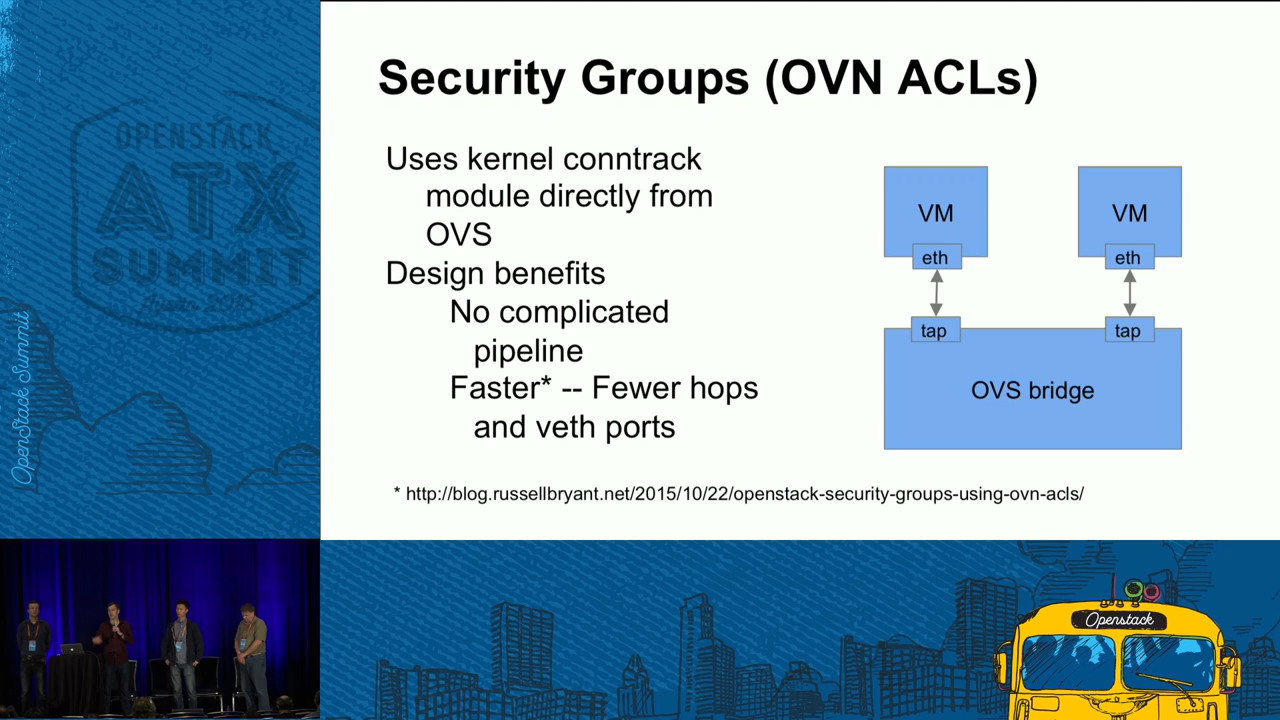 Security Groups (OVN ACLs)
Uses kernel conntrack
module directly from
OVS
Design benefits
No complicated
pipeline
Faster* -- Fewer hops
and veth ports
VM
VM
eth
eth
tap
tap
OVS bridge
* http://blog.russellbryant.net/2015/10/22/openstack-security-groups-using-ovn-acls/
OPENSTACK
ATX
SUMMIT
OpenStack Summit
Openstack